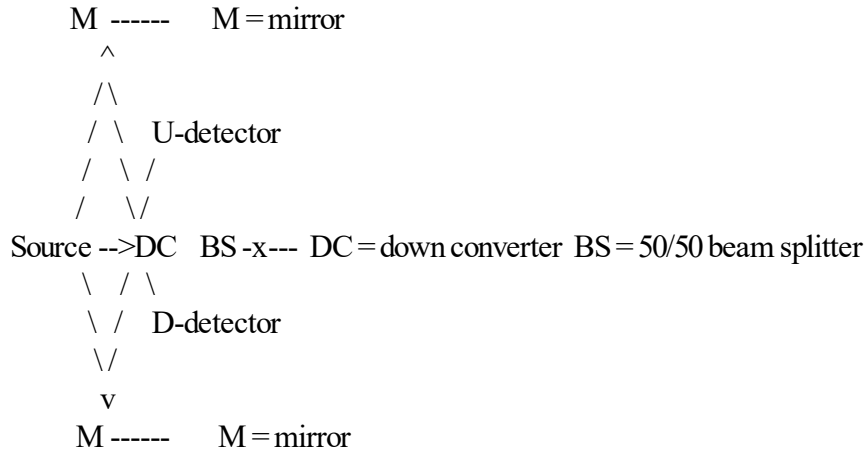 M ------ M = mirror
^
/ \
/ \ U-detector
/ \ /
/ \/
Source -->DC BS -x--- DC = down converter BS = 50/50 beam splitter
\ / \
\ / D-detector
\/
v
M ------ M = mirror